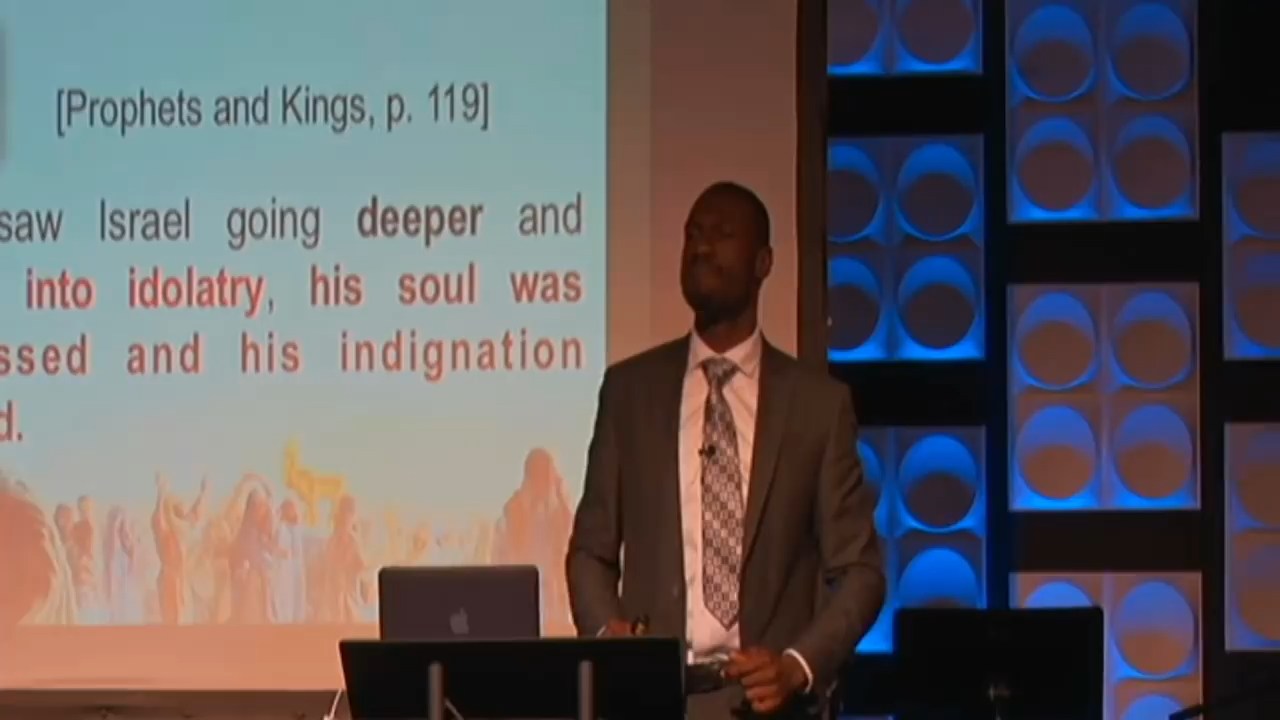 [Prophets and Kings, p. 119]
saw Israel going deeper and
into idolatry, his soul was
ssed and his indignation
d.